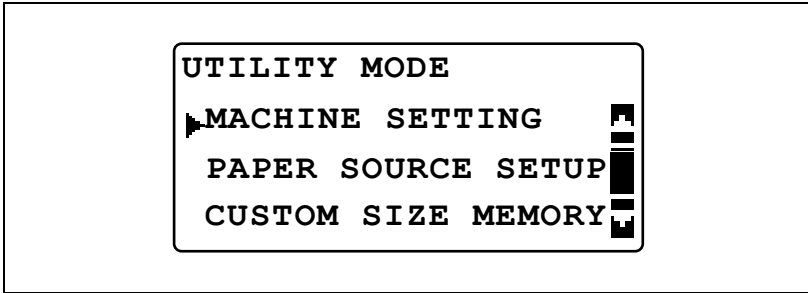 UTILITY MODE
MACHINE SETTING
PAPER SOURCE SETUP
CUSTOM SIZE MEMORY